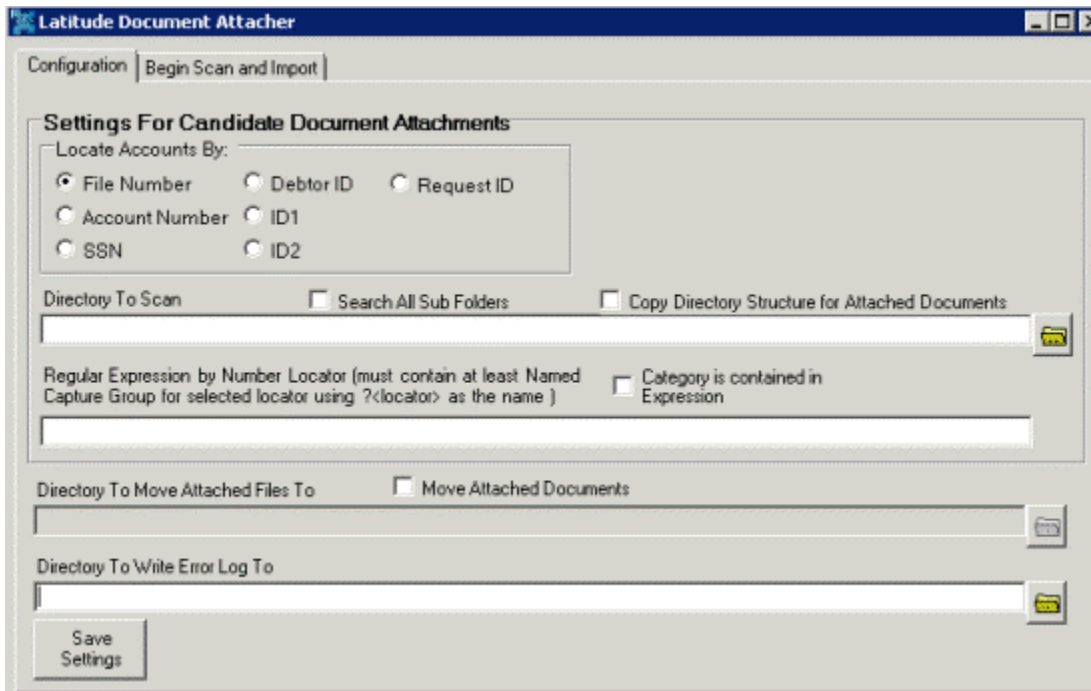 Latitude Document Attacher
Configuration Begin Scan and Import
Settings For Candidate Document Attachments
Locate Accounts By:
File Number Debtor ID Request ID
Account Number ID1
SSN ID2
Directory To Scan Search All Sub Folders Copy Directory Structure for Attached Documents
Regular Expression by Number Locator (must contain at least Named
Capture Group for selected locator using ?<locator> as the name )
Category is contained in
Expression
Directory To Move Attached Files To Move Attached Documents
Directory To Write Error Log To
Save
Settings